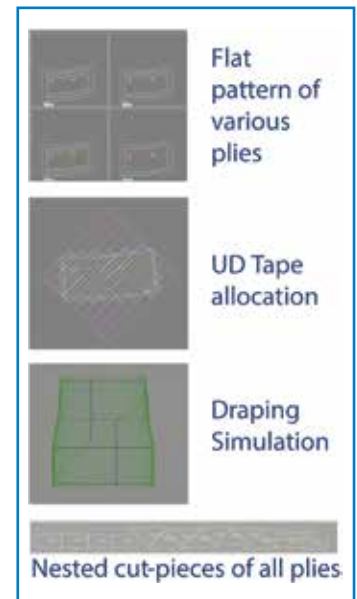 Flat
pattern of
various
plies
UD Tape
allocation
Draping
Simulation
Nested cut-pieces of all plies